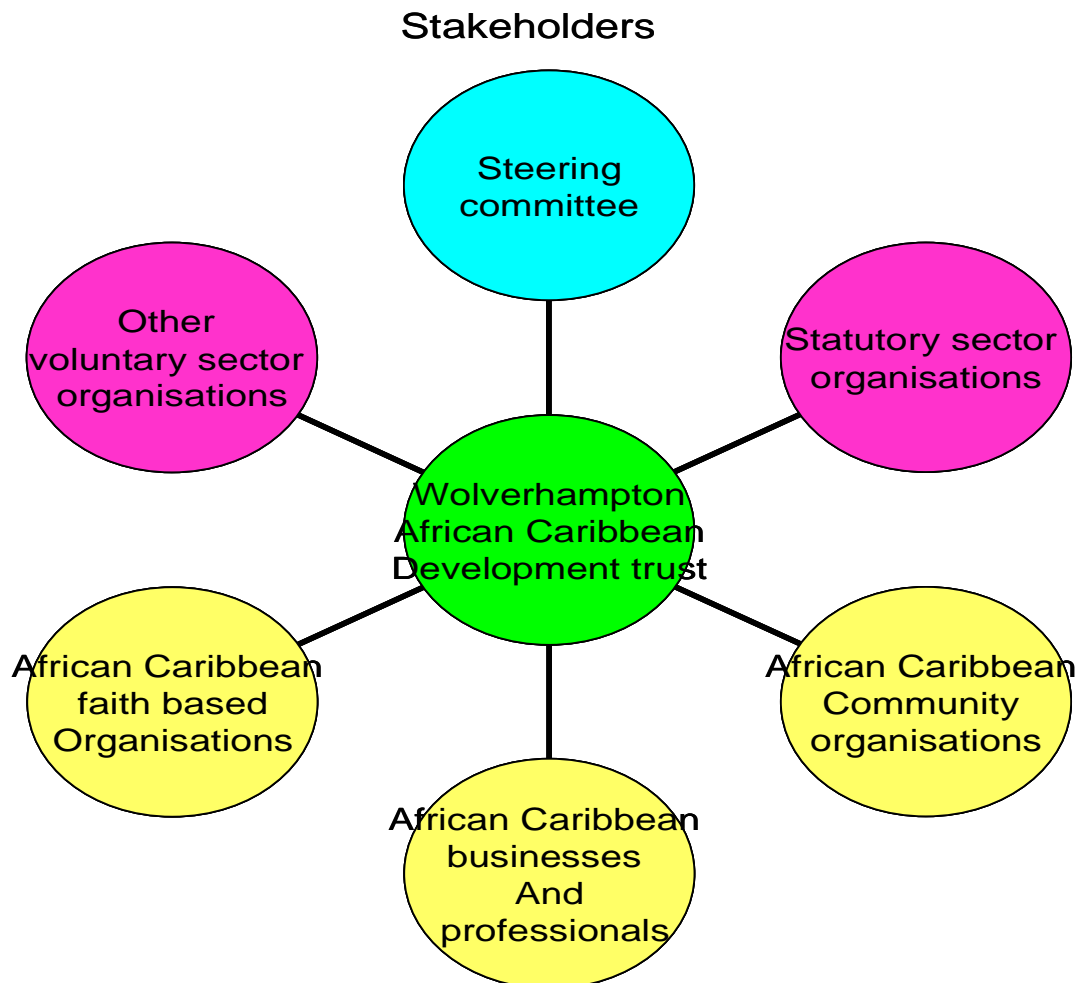 Stakeholders
Steering
committee
Other
voluntary sector
organisations
Statutory sector
organisations
Wolverhampton
African Caribbean
Development trust
African Caribbean
faith based
Organisations
African Caribbean
Community
organisations
African Caribbean
businesses
And
professionals